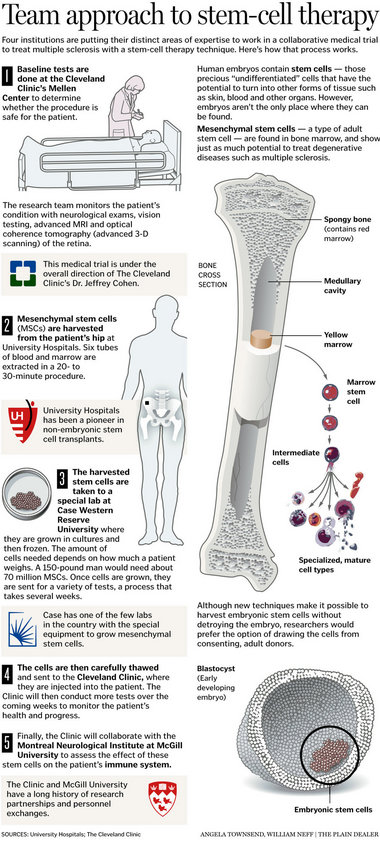 Team approach to stem-cell therapy
Four institutions are putting their distinct areas of expertise to work in a collaborative medical trial
to treat multiple sclerosis with a stem-cell therapy technique. Here's how that process works.
1 Baseline tests are
done at the Cleveland
Clinic's Mellen
Center to determine
whether the procedure is
safe for the patient.
The research team monitors the patient's
condition with neurological exams, vision
testing, advanced MRI and optical
coherence tomography (advanced 3-D
scanning) of the retina.
This medical trial is under the
overall direction of The Cleveland
Clinic's Dr. Jeffrey Cohen.
2 Mesenchymal stem cells
(MSCs) are harvested
from the patient's hip at
University Hospitals. Six tubes
of blood and marrow are
extracted in a 20- to
30-minute procedure.
UH
University Hospitals
has been a pioneer in
non-embryonic stem
cell transplants.
3 The harvested
stem cells are
taken to a
special lab at
Case Western
Reserve
University where
they are grown in cultures and
then frozen. The amount of
cells needed depends on how much a patient
weighs. A 150-pound man would need about
70 million MSCs. Once cells are grown, they
are sent for a variety of tests, a process that
takes several weeks.
Case has one of the few labs
in the country with the special
equipment to grow mesenchymal
stem cells.
4 The cells are then carefully thawed
and sent to the Cleveland Clinic, where
they are injected into the patient. The
Clinic will then conduct more tests over the
coming weeks to monitor the patient's
health and progress.
5 Finally, the Clinic will collaborate with the
Montreal Neurological Institute at McGill
University to assess the effect of these
stem cells on the patient's immune system.
The Clinic and McGill University
have a long history of research
partnerships and personnel
exchanges.
Human embryos contain stem cells — those
precious "undifferentiated" cells that have the
potential to turn into other forms of tissue such
as skin, blood and other organs. However,
embryos aren't the only place where they can
be found.
Mesenchymal stem cells – a type of adult
stem cell — are found in bone marrow, and show
just as much potential to treat degenerative
diseases such as multiple sclerosis.
BONE
CROSS
SECTION
Spongy bone
(contains red
marrow)
Medullary
cavity
Yellow
marrow
Marrow
stem
cell
Intermediate
cells
Specialized, mature
cell types
Although new techniques make it possible to
harvest embryonic stem cells without
detroying the embryo, researchers would
prefer the option of drawing the cells from
consenting, adult donors.
Blastocyst
(Early
developing
embryo)
Embryonic stem cells
SOURCES: University Hospitals; The Cleveland Clinic
ANGELA TOWNSEND, WILLIAM NEFF | THE PLAIN DEALER